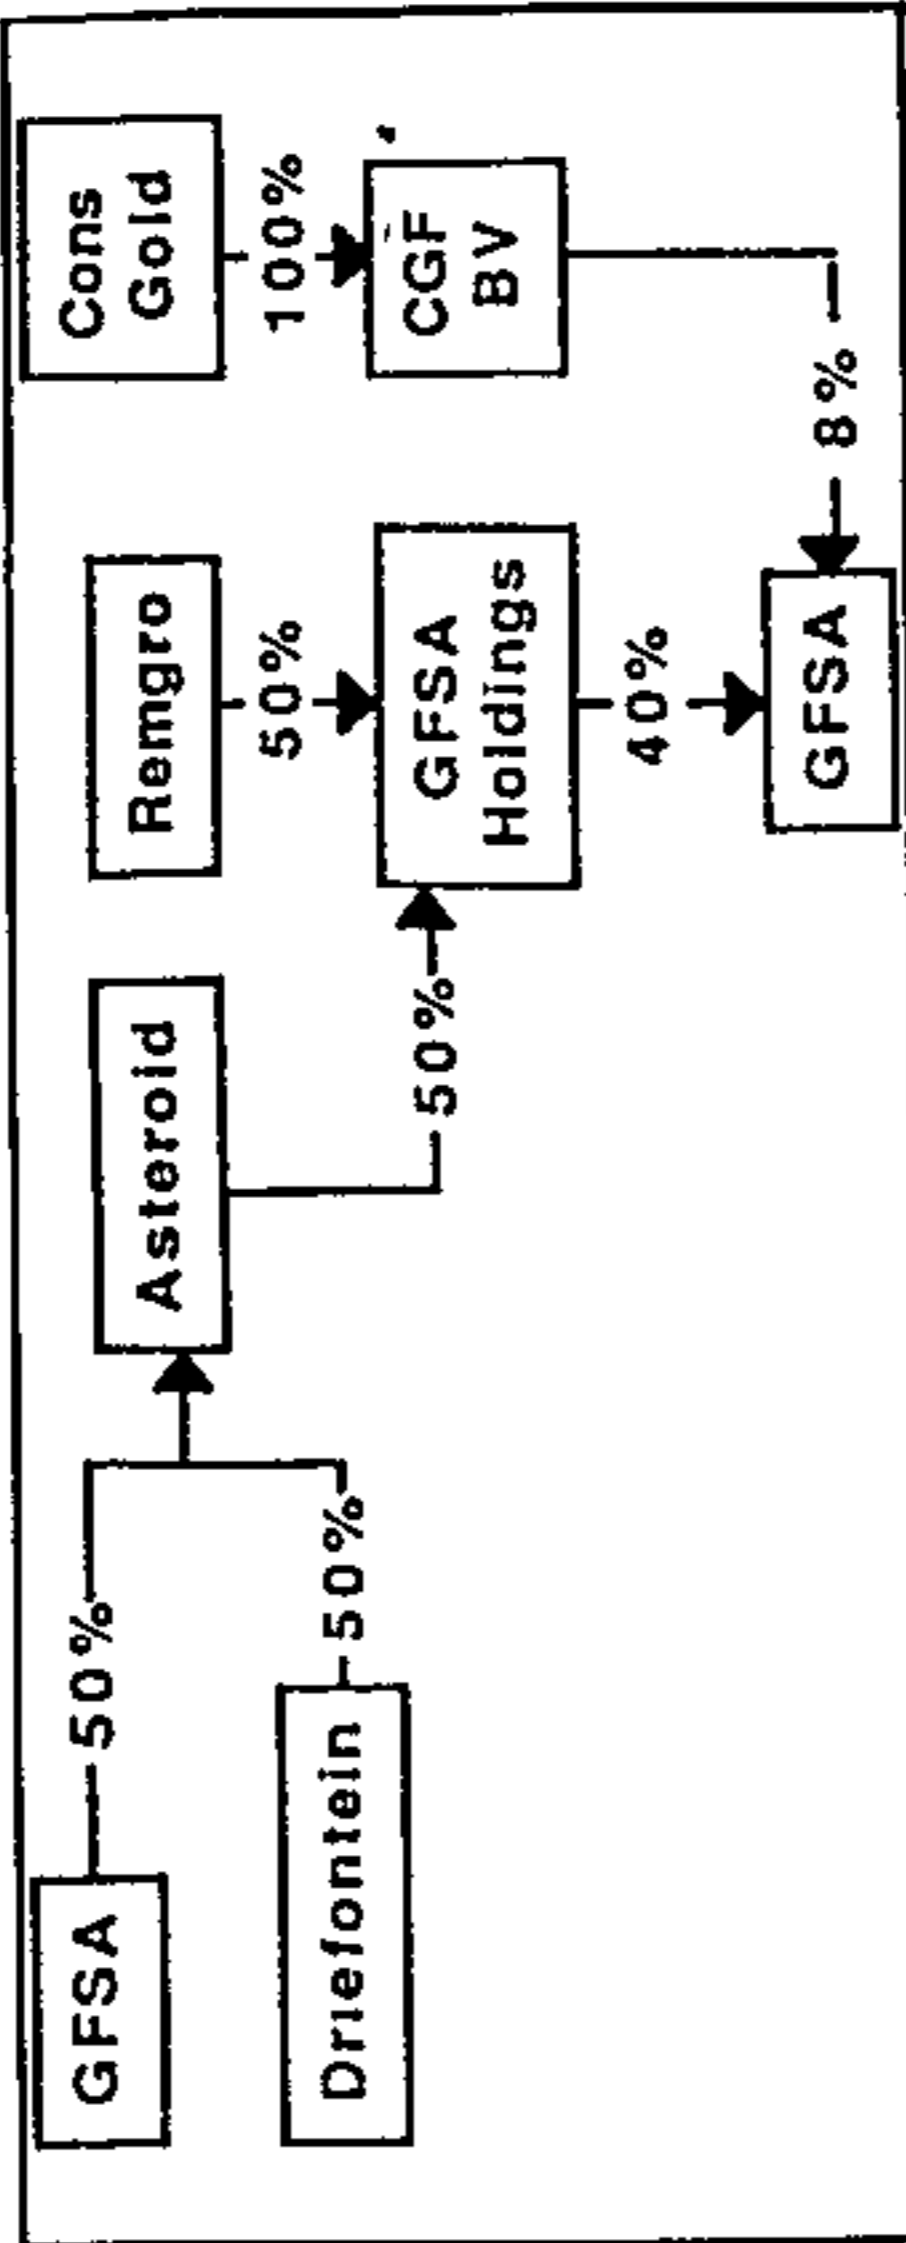 GFSA
50%
Driefontein
50%
Asteroid
50%
Remgro
50%
GFSA
Holdings
40%
Cons
Gold
100%
CGF
BV
8%
GFSA